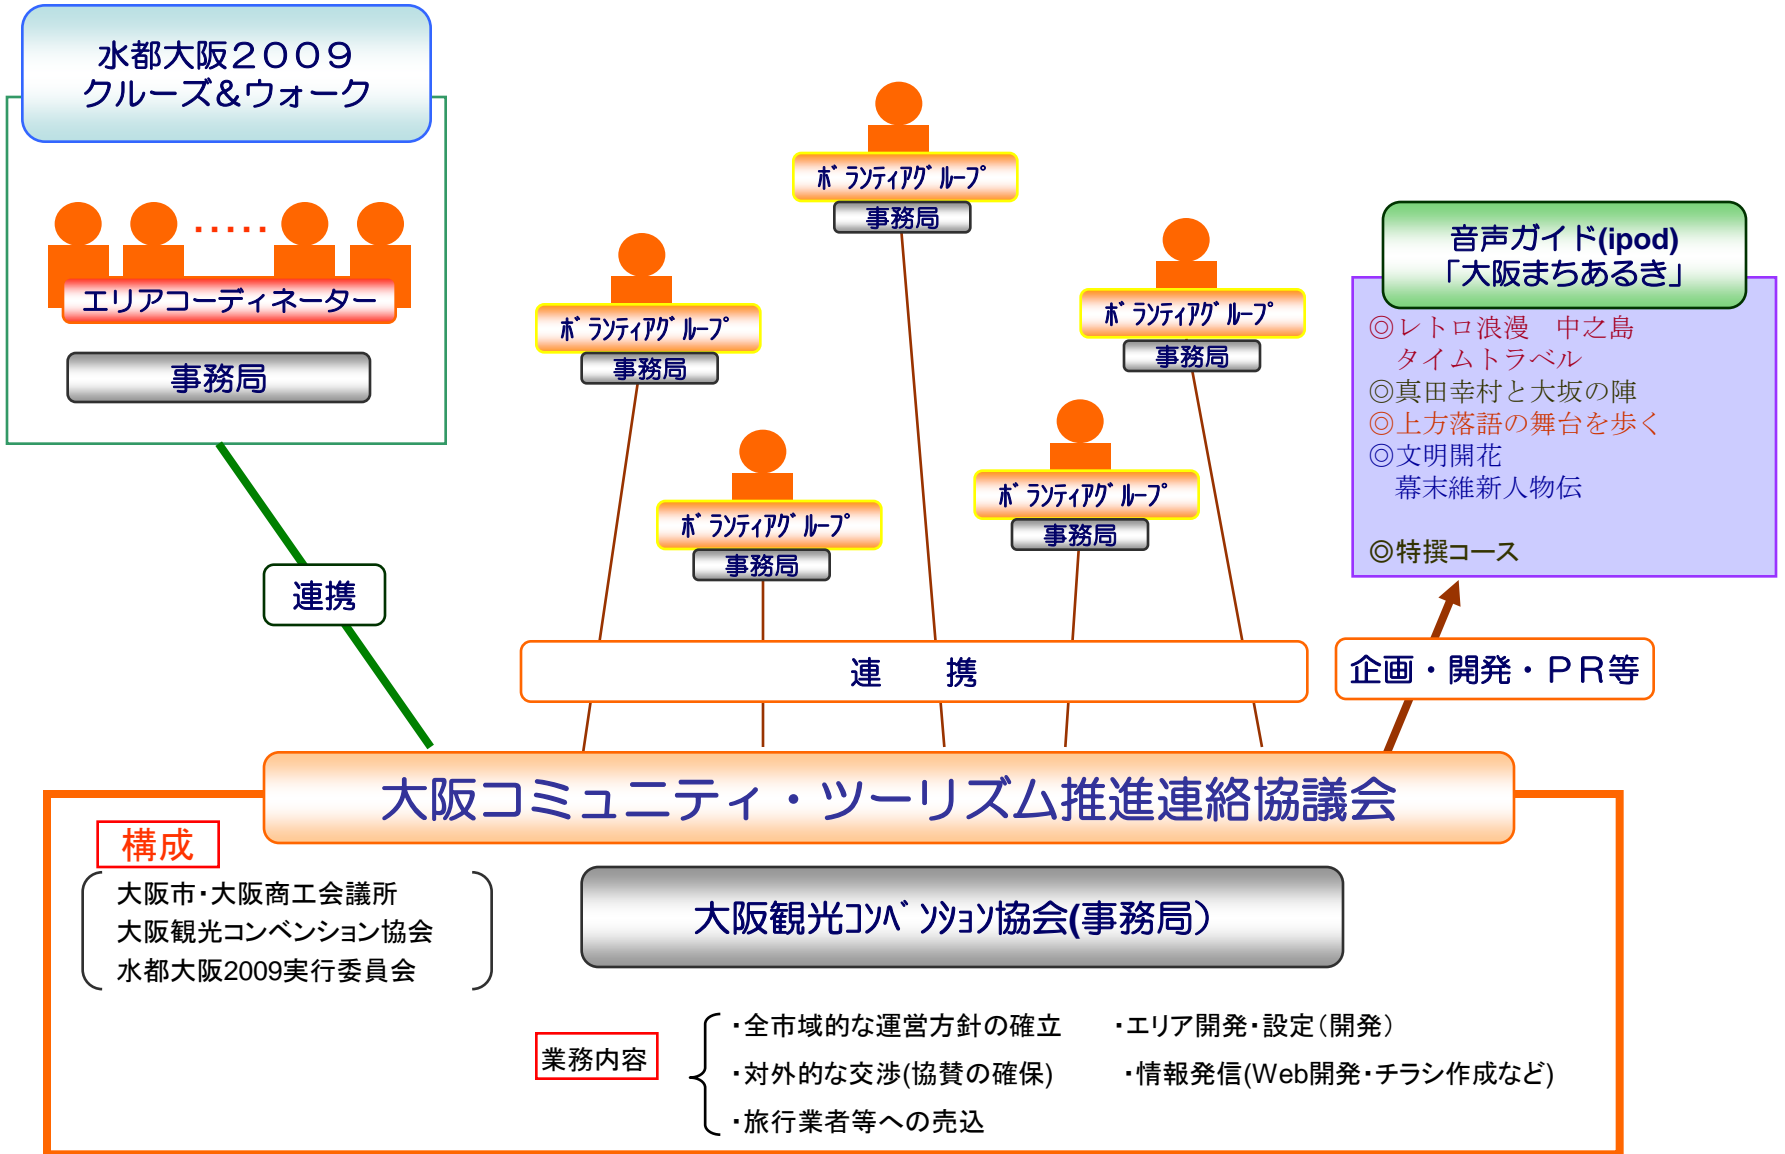 水都大阪２００９
クルーズ&ウォーク
エリアコーディネーター
事務局
連携
ﾎﾞﾗﾝﾃｨｱｸﾞﾙｰﾌﾟ
事務局
ﾎﾞﾗﾝﾃｨｱｸﾞﾙｰﾌﾟ
事務局
ﾎﾞﾗﾝﾃｨｱｸﾞﾙｰﾌﾟ
事務局
ﾎﾞﾗﾝﾃｨｱｸﾞﾙｰﾌﾟ
事務局
ﾎﾞﾗﾝﾃｨｱｸﾞﾙｰﾌﾟ
事務局
連　携
音声ガイド(ipod)
「大阪まちあるき」
◎レトロ浪漫　中之島
タイムトラベル
◎真田幸村と大坂の陣
◎上方落語の舞台を歩く
◎文明開花
幕末維新人物伝
◎特撰コース
企画・開発・ＰＲ等
大阪コミュニティ・ツーリズム推進連絡協議会
構成
大阪市・大阪商工会議所
大阪観光コンベンション協会
水都大阪2009実行委員会
大阪観光ｺﾝﾍﾞﾝｼｮﾝ協会(事務局）
業務内容
・全市域的な運営方針の確立
・エリア開発・設定（開発）
・対外的な交渉(協賛の確保)
・情報発信(Web開発・チラシ作成など)
・旅行業者等への売込